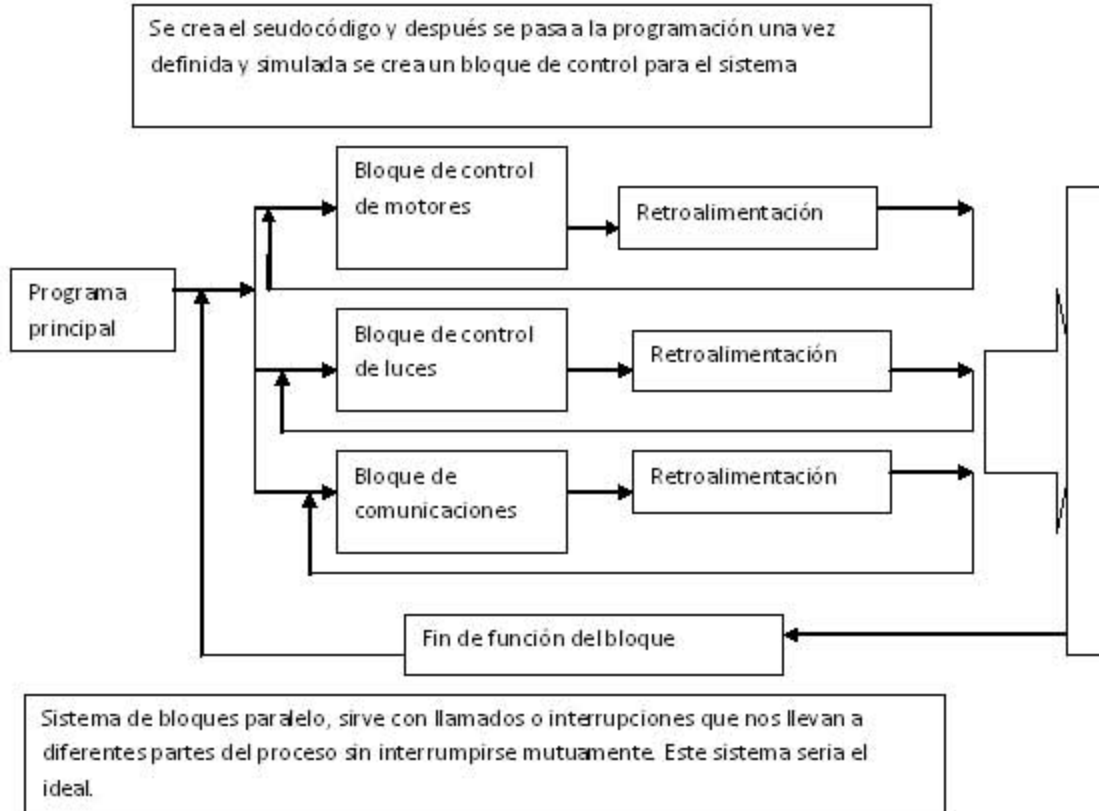 Se crea el seudocódigo y después se pasa a la programación una vez
definida y simulada se crea un bloque de control para el sistema
Bloque de control
de motores
Retroalimentación
Programa
principal
Bloque de control
de luces
Retroalimentación
Bloque de
comunicaciones
Retroalimentación
Fin de función del bloque
Sistema de bloques paralelo, sirve con llamados o interrupciones que nos llevan a
diferentes partes del proceso sin interrumpirse mutuamente. Este sistema seria el
ideal.